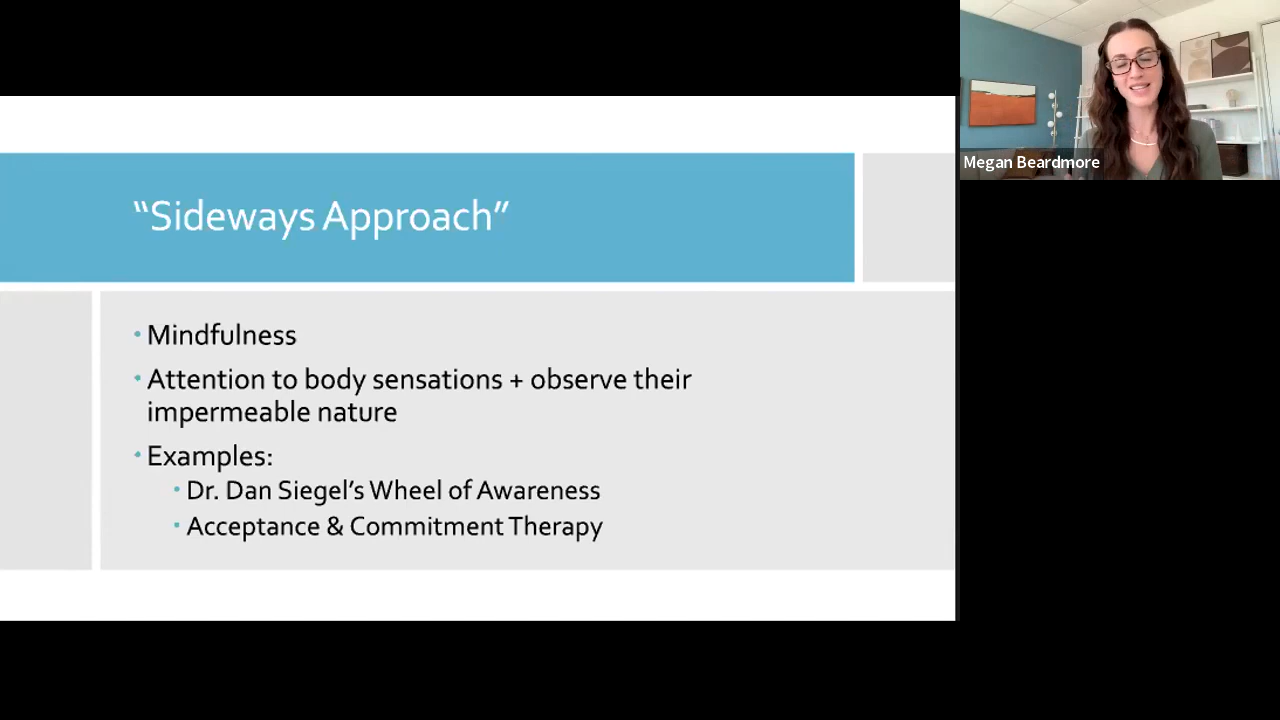 “Sideways Approach”
Mindfulness
Attention to body sensations + observe their
impermeable nature
Examples:
Dr. Dan Siegel’s Wheel of Awareness
Acceptance & Commitment Therapy
Megan Beardmore